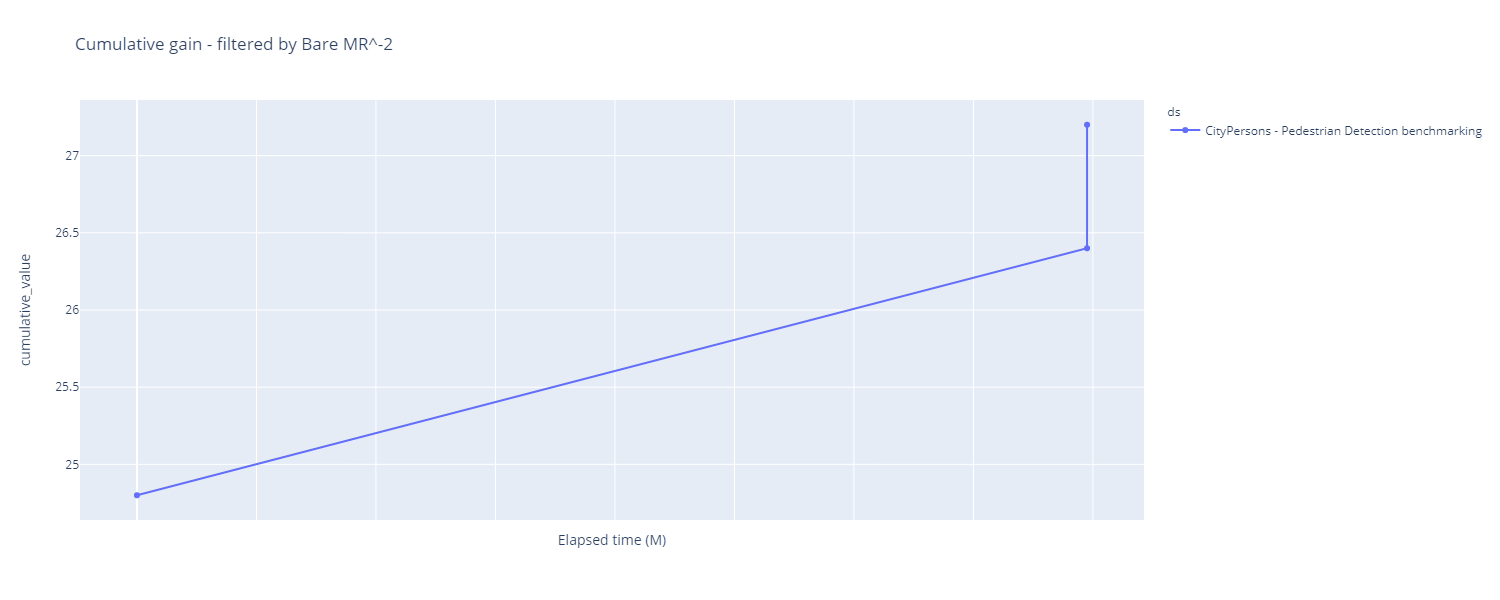 Cumulative gain - filtered by Bare MR^-2
ds
CityPersons - Pedestrian Detection benchmarking
27
26.5
26
25.5
25
cumulative_value
Elapsed time (M)